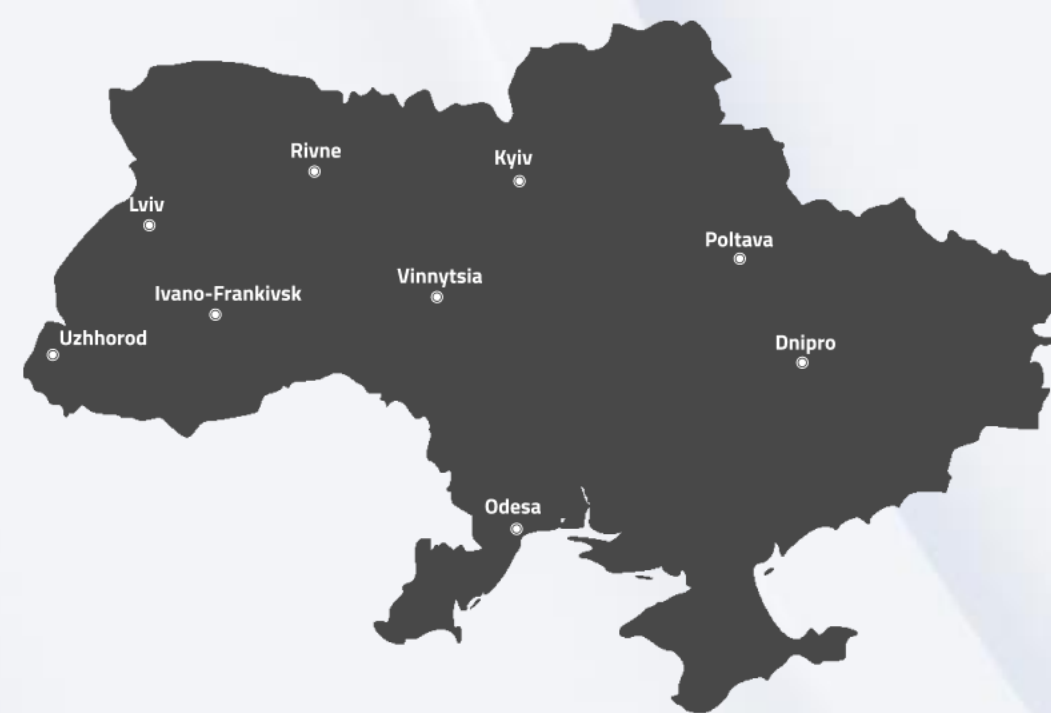 Rivne
Kyiv
Lviv
Poltava
Vinnytsia
Ivano-Frankivsk
Uzhhorod
Dnipro
Odesa